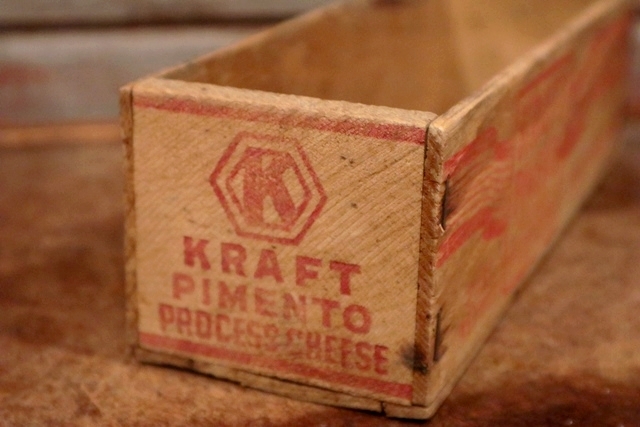 K
KRAFT
PIMENTO
PROCESS CHEESE